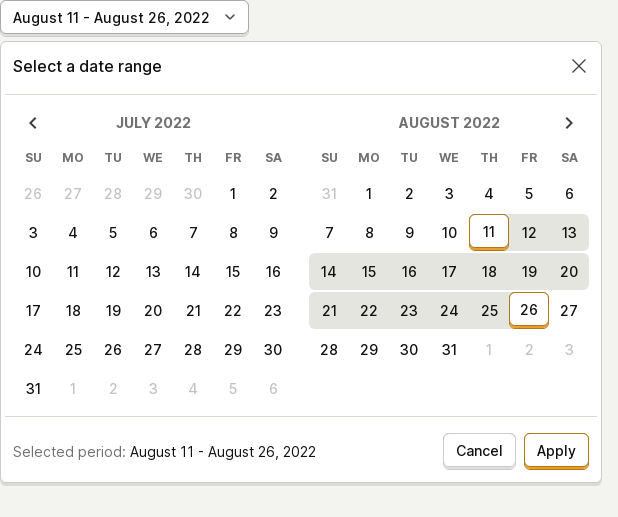 August 11 - August 26, 2022
Select a date range
JULY 2022 AUGUST 2022
SU MO TU WE TH FR SA SU MO TU WE TH FR SA
26 27 28 29 30 1 2 31 1 2 3 4 5 6
3 4 5 6 7 8 9 7 8 9 10 11 12 13
10 11 12 13 14 15 16 14 15 16 17 18 19 20
17 18 19 20 21 22 23 21 22 23 24 25 26 27
24 25 26 27 28 29 30 28 29 30 31 1 2 3
31 1 2 3 4 5 6
Selected period: August 11 - August 26, 2022 Cancel Apply